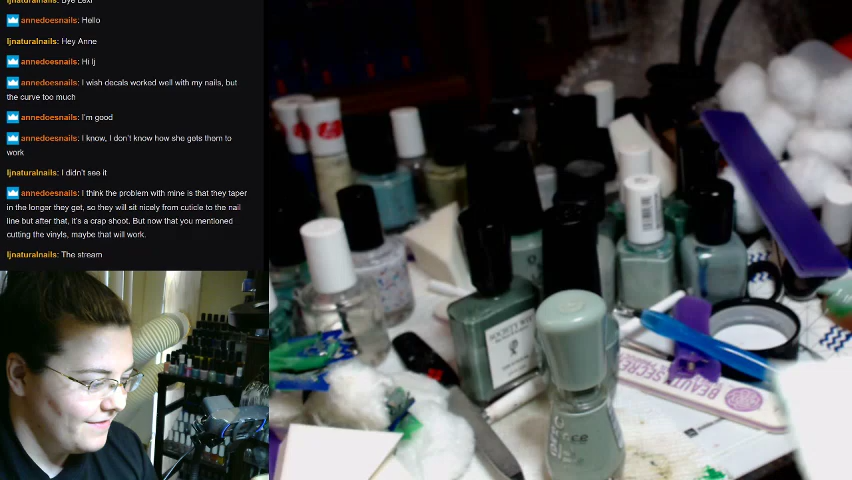 ljnaturalnails: Bye Lexi
annedoesnails: Hello
ljnaturalnails: Hey Anne
annedoesnails: Hi lj
annedoesnails: I wish decals worked well with my nails, but
the curve too much
annedoesnails: I'm good
annedoesnails: I know, I don't know how she gets them to
work
ljnaturalnails: I didn't see it
annedoesnails: I think the problem with mine is that they taper
in the longer they get, so they will sit nicely from cuticle to the nail
line but after that, it's a crap shoot. But now that you mentioned
cutting the vinyls, maybe that will work.
ljnaturalnails: The stream
BEAUTY SECRETS